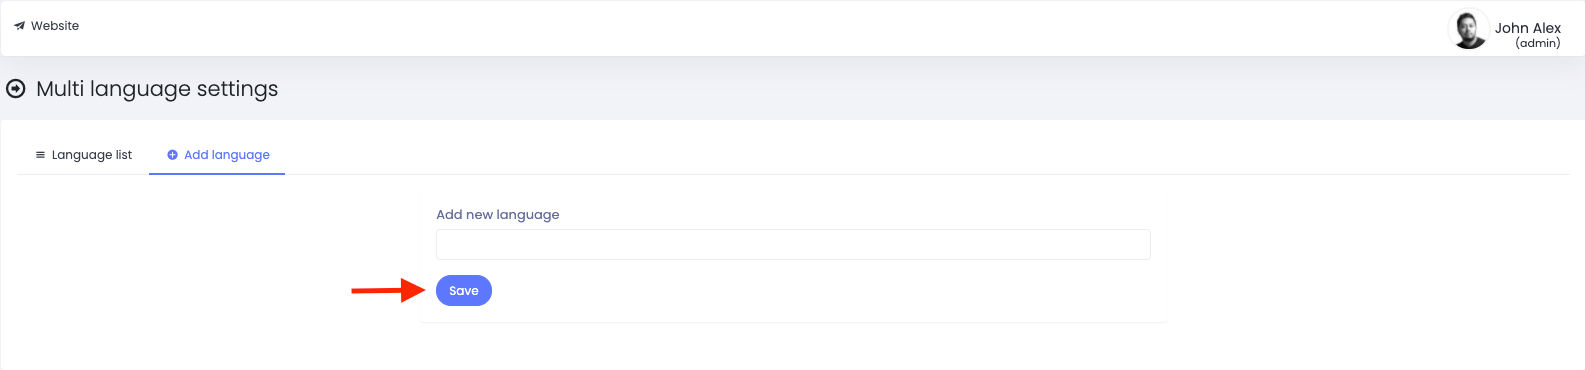 Website
John Alex
(admin)
Multi language settings
Language list
Add language
Add new language
Save